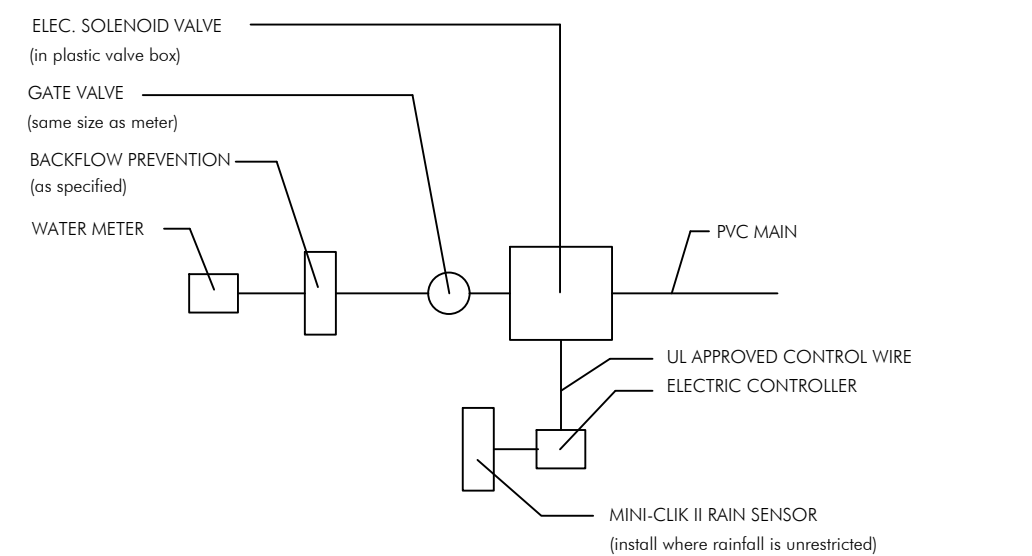 ELEC. SOLENOID VALVE
(in plastic valve box)
GATE VALVE
(same size as meter)
BACKFLOW PREVENTION
(as specified)
WATER METER
PVC MAIN
UL APPROVED CONTROL WIRE
ELECTRIC CONTROLLER
MINI-CLIK II RAIN SENSOR
(install where rainfall is unrestricted)